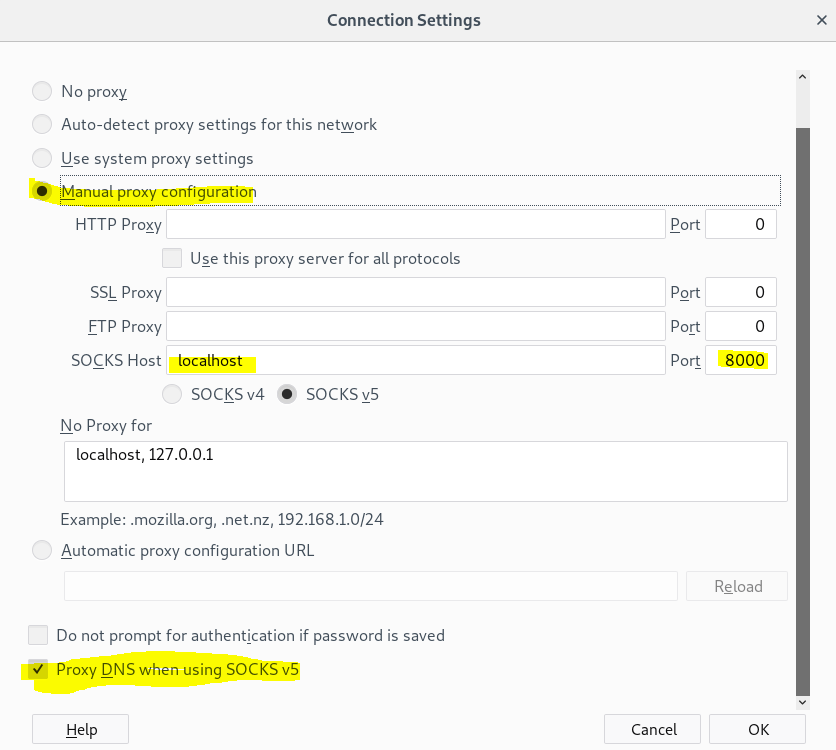 Connection Settings
No proxy
Auto-detect proxy settings for this network
Use system proxy settings
Manual proxy configuration
HTTP Proxy Port 0
Use this proxy server for all protocols
SSL Proxy Port 0
FTP Proxy Port 0
SOCKS Host localhost Port 8000
SOCKS v4 SOCKS v5
No Proxy for
localhost, 127.0.0.1
Example: .mozilla.org, .net.nz, 192.168.1.0/24
Automatic proxy configuration URL
Reload
Do not prompt for authentication if password is saved
Proxy DNS when using SOCKS v5
Help Cancel OK